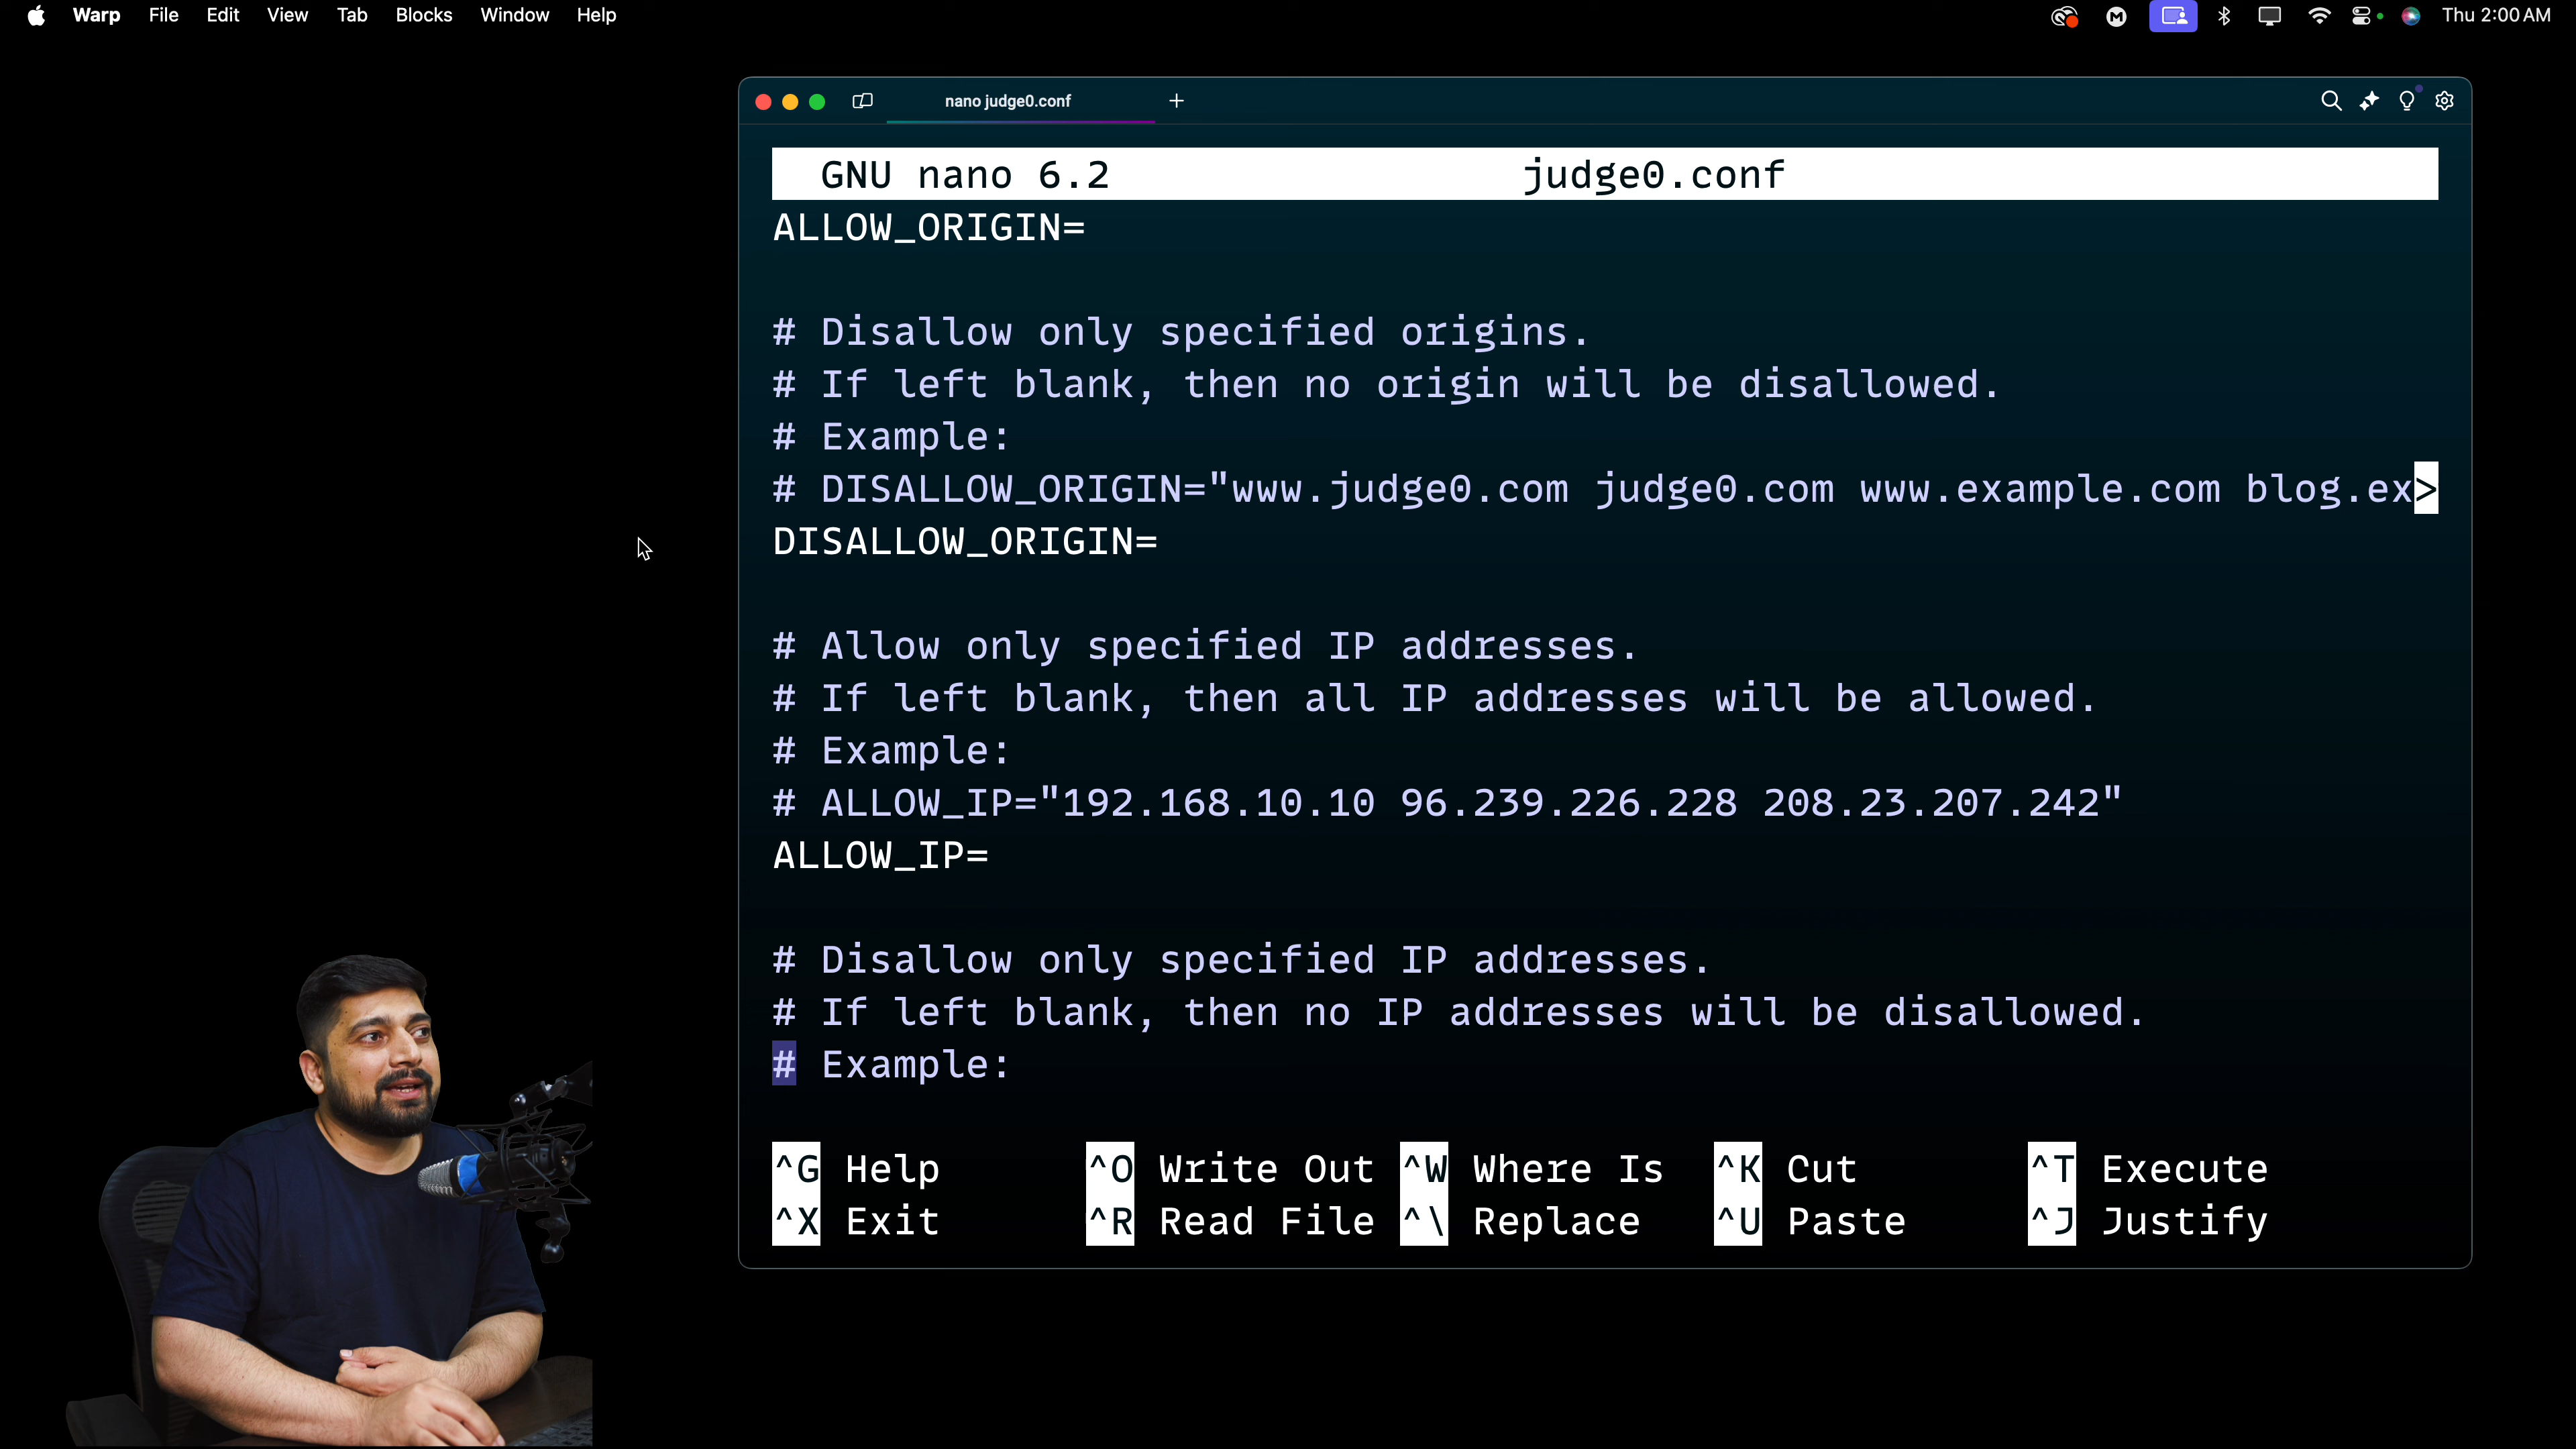 Warp File Edit View Tab Blocks Window Help Thu 2:00 AM
nano judge0.conf
GNU nano 6.2 judge0.conf
ALLOW_ORIGIN=
# Disallow only specified origins.
# If left blank, then no origin will be disallowed.
# Example:
# DISALLOW_ORIGIN="www.judge0.com judge0.com www.example.com blog.ex>
DISALLOW_ORIGIN=
# Allow only specified IP addresses.
# If left blank, then all IP addresses will be allowed.
# Example:
# ALLOW_IP="192.168.10.10 96.239.226.228 208.23.207.242"
ALLOW_IP=
# Disallow only specified IP addresses.
# If left blank, then no IP addresses will be disallowed.
# Example:
^G Help ^O Write Out ^W Where Is ^K Cut ^T Execute
^X Exit ^R Read File ^\ Replace ^U Paste ^J Justify